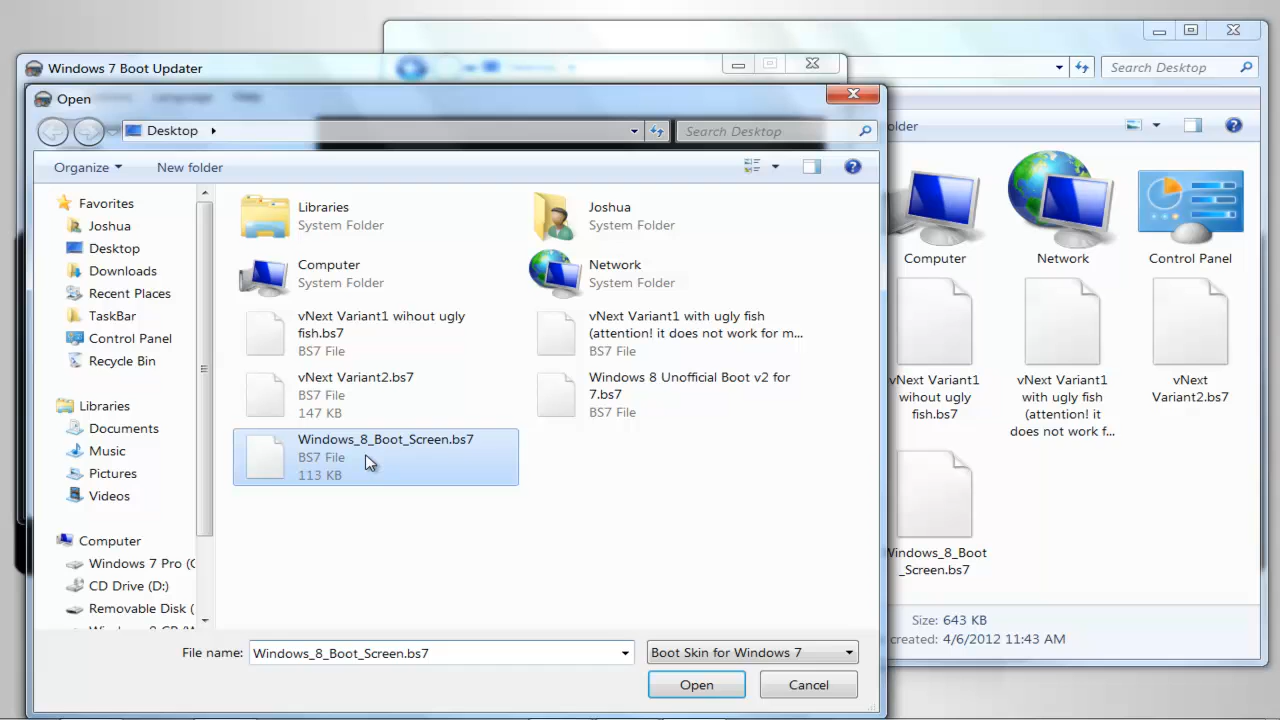 Windows 7 Boot Updater
Open
Desktop
Search Desktop
Organize
New folder
Favorites
Joshua
Desktop
Downloads
Recent Places
TaskBar
Control Panel
Recycle Bin
Libraries
Documents
Music
Pictures
Videos
Computer
Windows 7 Pro (C
CD Drive (D:)
Removable Disk (
Libraries
System Folder
Joshua
System Folder
Computer
System Folder
Network
System Folder
vNext Variant1 wihout ugly
fish.bs7
BS7 File
vNext Variant1 with ugly fish
(attention! it does not work for m...
BS7 File
vNext Variant2.bs7
BS7 File
147 KB
Windows 8 Unofficial Boot v2 for
7.bs7
BS7 File
Windows_8_Boot_Screen.bs7
BS7 File
113 KB
File name:
Windows_8_Boot_Screen.bs7
Boot Skin for Windows 7
Open
Cancel
Search Desktop
older
Computer
Network
Control Panel
vNext Variant1
wihout ugly
fish.bs7
vNext Variant1
with ugly fish
(attention! it
does not work
for m...
vNext
Variant2.bs7
Windows_8_Boot
_Screen.bs7
Size: 643 KB
created: 4/6/2012 11:43 AM